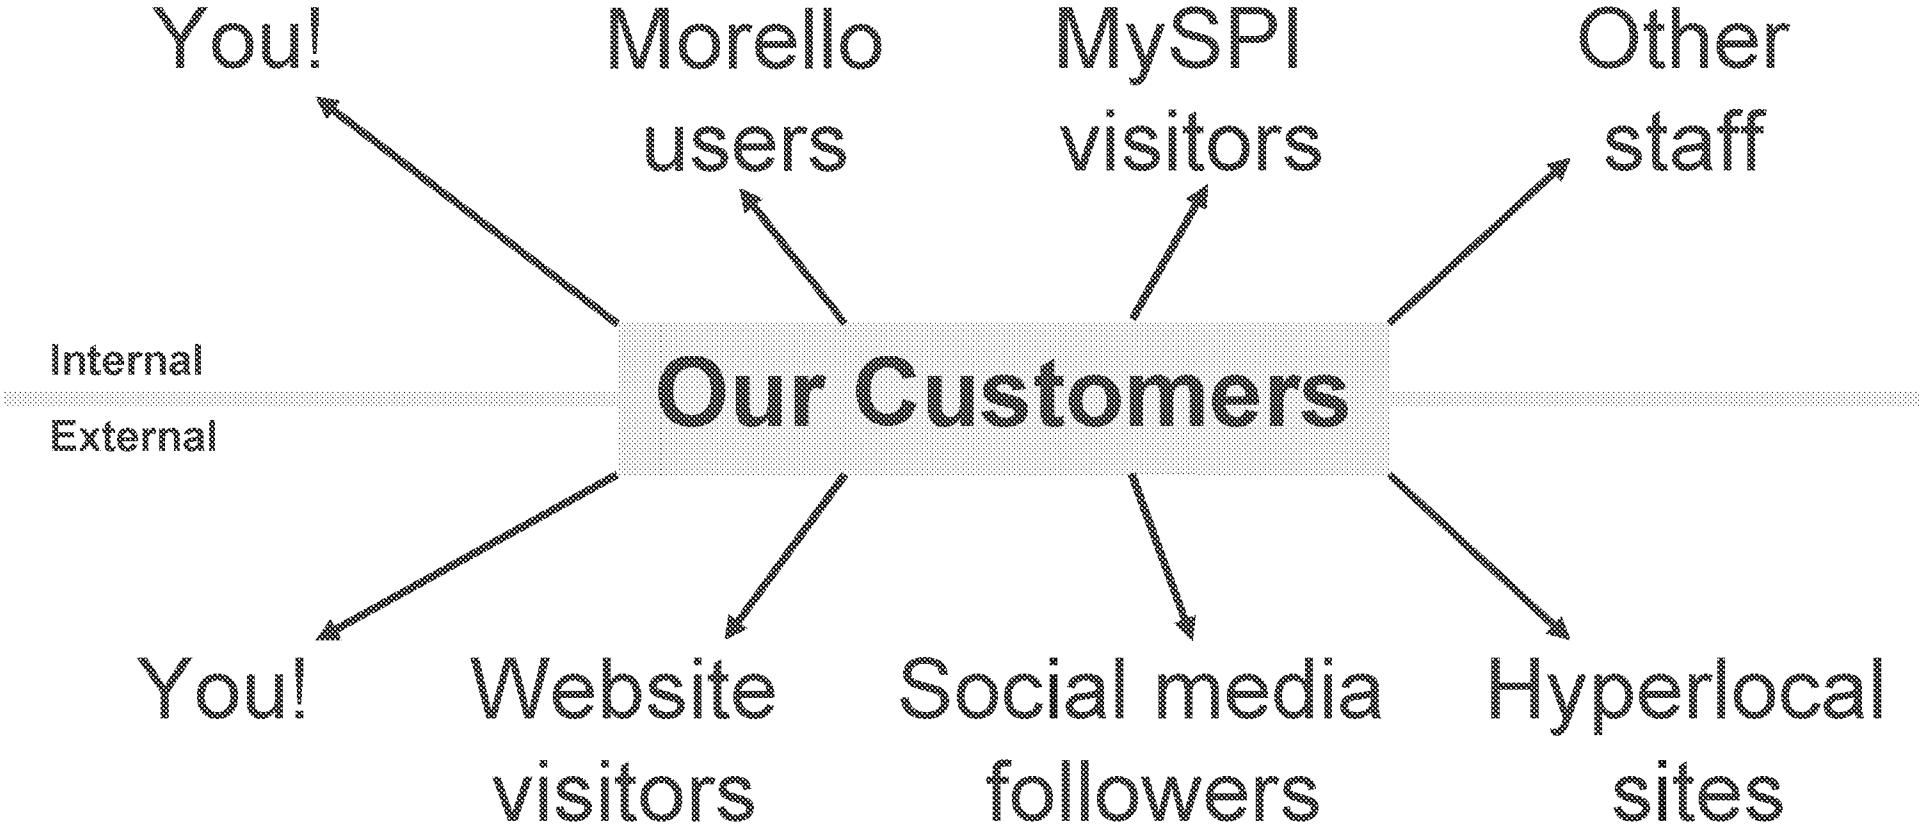 You!
Morello
users
MySPI
visitors
Other
staff
Internal
Our Customers
External
You!
Website
visitors
Social media
followers
Hyperlocal
sites